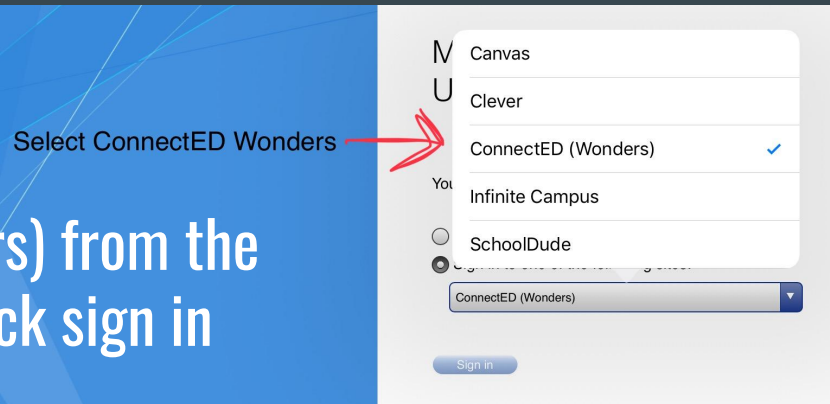 Select ConnectED Wonders
rs) from the
ck sign in
M
U
Canvas
Clever
ConnectED (Wonders)
You
Infinite Campus
SchoolDude
ConnectED (Wonders)
Sign in